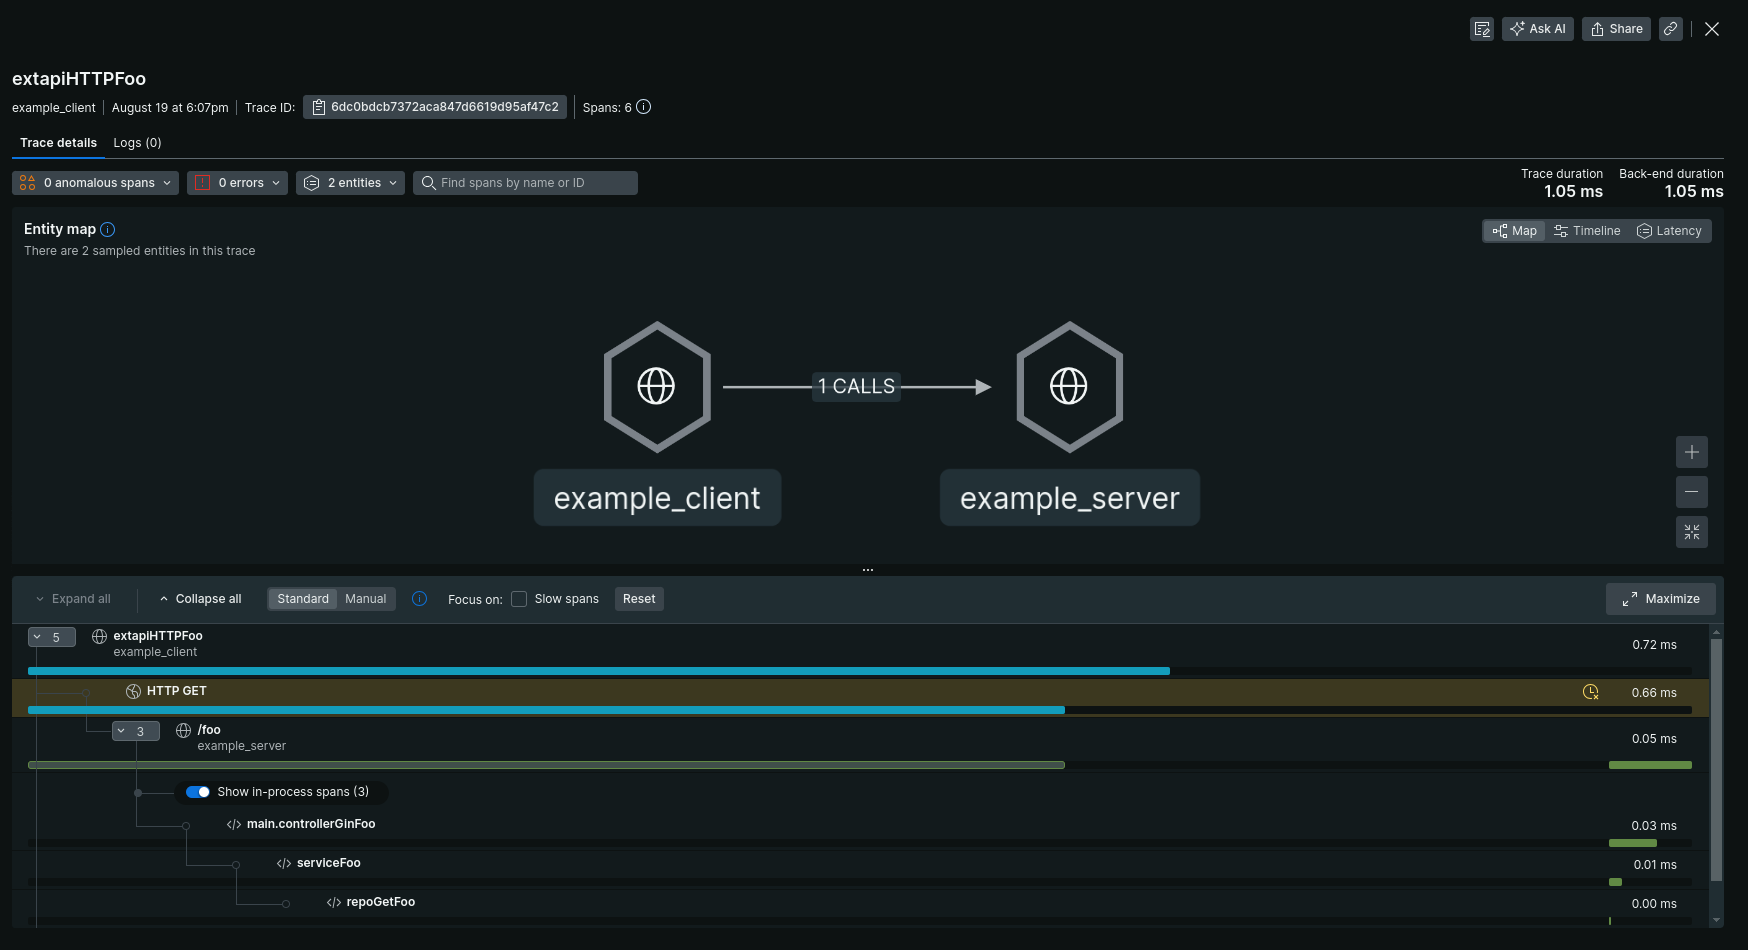 Ask AI
Share
extapiHTTPFoo
example_client August 19 at 6:07pm Trace ID: 6dc0bdcb7372aca847d6619d95af47c2 Spans: 6
Trace details Logs (0)
0 anomalous spans 0 errors 2 entities Find spans by name or ID
Trace duration Back-end duration
1.05 ms 1.05 ms
Entity map
There are 2 sampled entities in this trace
Map Timeline Latency
1 CALLS
example_client example_server
Expand all Collapse all Standard Manual Focus on: Slow spans Reset Maximize
5 extapiHTTPFoo
example_client
0.72 ms
HTTP GET 0.66 ms
3 /foo
example_server
0.05 ms
Show in-process spans (3)
main.controllerGinFoo 0.03 ms
serviceFoo 0.01 ms
repoGetFoo 0.00 ms